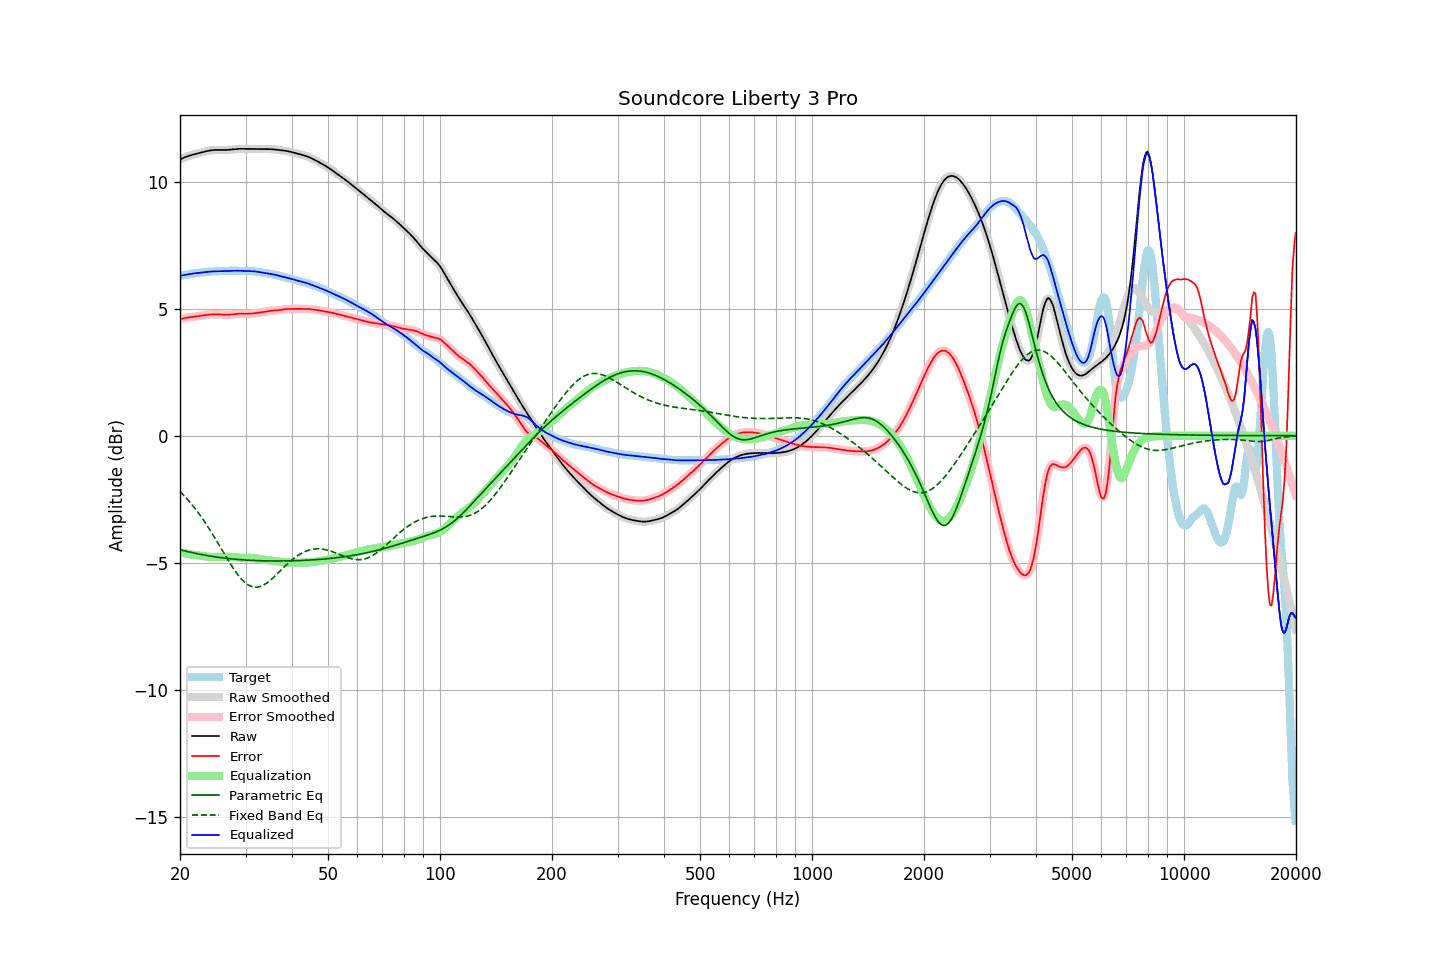 Soundcore Liberty 3 Pro
Amplitude (dBr)
10
5
0
−5
−10
−15
Target
Raw Smoothed
Error Smoothed
Raw
Error
Equalization
Parametric Eq
Fixed Band Eq
Equalized
20 50 100 200 500 1000 2000 5000 10000 20000
Frequency (Hz)